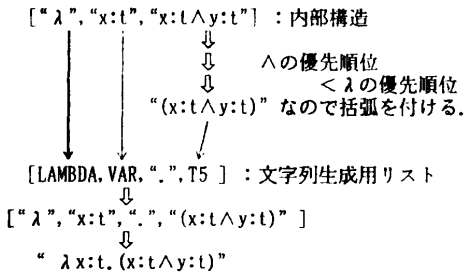 [“λ”,“x:t”,“x:t∧y:t”] :内部構造
∧の優先順位
<λの優先順位
“(x:t∧y:t)” なので括弧を付ける.
[LAMBDA,VAR,“.”,T5 ] :文字列生成用リスト
[“λ”,“x:t”,“.”,“(x:t∧y:t)” ]
“ λx:t.(x:t∧y:t)”